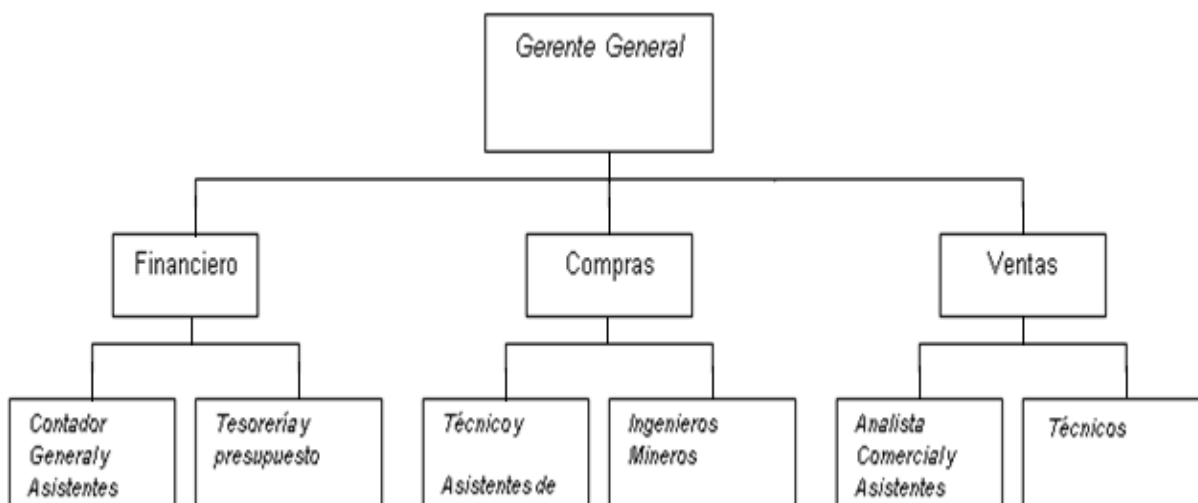 Gerente General
Financiero
Compras
Ventas
Contador
General y
Asistentes
Tesorería y
presupuesto
Técnico y
Asistentes de
Ingenieros
Mineros
Analista
Comercial y
Asistentes
Técnicos